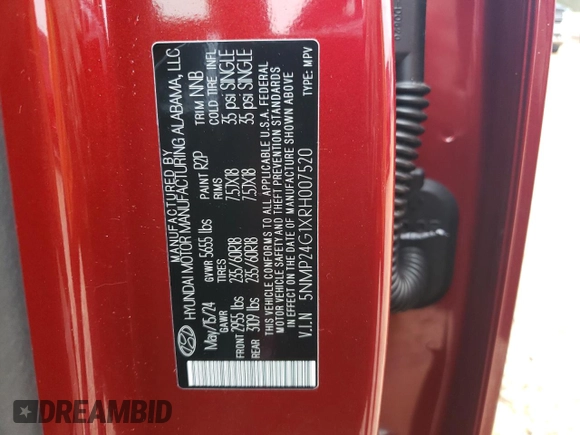 MANUFACTURED BY
HYUNDAI MOTOR MANUFACTURING ALABAMA, LLC.
May/15/24 GVWR 5655 lbs PAINT R2P TRIM NNB
GAWR TIRES RIMS COLD TIRE INFL
FRONT 2955 lbs 235/60R18 7.5JX18 35 psi SINGLE
REAR 3109 lbs 235/60R18 7.5JX18 35 psi SINGLE
THIS VEHICLE CONFORMS TO ALL APPLICABLE U.S.A. FEDERAL
MOTOR VEHICLE SAFETY AND THEFT PREVENTION STANDARDS
IN EFFECT ON THE DATE OF MANUFACTURE SHOWN ABOVE
V.I.N 5NMP24G1XRH007520 TYPE: MPV
DREAMBID